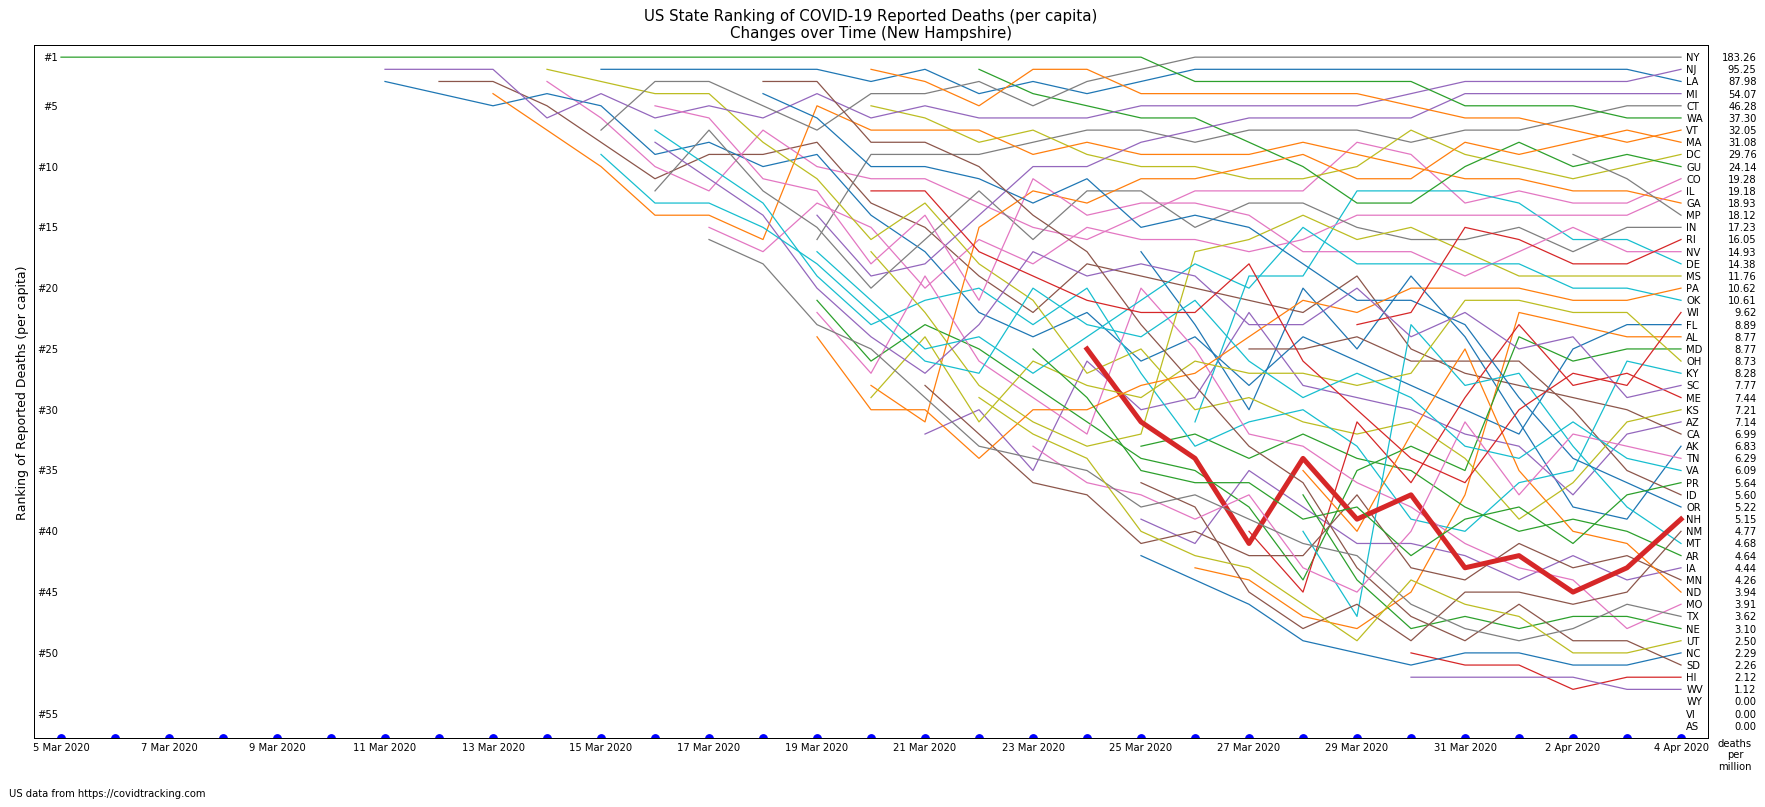 US State Ranking of COVID-19 Reported Deaths (per capita)
Changes over Time (New Hampshire)
Ranking of Reported Deaths (per capita)
#1
#5
#10
#15
#20
#25
#30
#35
#40
#45
#50
#55
NY 183.26
NJ 95.25
LA 87.98
MI 54.07
CT 46.28
WA 37.30
VT 32.05
MA 31.08
DC 29.76
GU 24.14
CO 19.28
IL 19.18
GA 18.93
MP 18.12
IN 17.23
RI 16.05
NV 14.93
DE 14.38
MS 11.76
PA 10.62
OK 10.61
WI 9.62
FL 8.89
AL 8.77
MD 8.77
OH 8.73
KY 8.28
SC 7.77
ME 7.44
KS 7.21
AZ 7.14
CA 6.99
AK 6.83
TN 6.29
VA 6.09
PR 5.64
ID 5.60
OR 5.22
NH 5.15
NM 4.77
MT 4.68
AR 4.64
IA 4.44
MN 4.26
ND 3.94
MO 3.91
TX 3.62
NE 3.10
UT 2.50
NC 2.29
SD 2.26
HI 2.12
WV 1.12
WY 0.00
VI 0.00
AS 0.00
5 Mar 2020 7 Mar 2020 9 Mar 2020 11 Mar 2020 13 Mar 2020 15 Mar 2020 17 Mar 2020 19 Mar 2020 21 Mar 2020 23 Mar 2020 25 Mar 2020 27 Mar 2020 29 Mar 2020 31 Mar 2020 2 Apr 2020 4 Apr 2020
deaths
per
million
US data from https://covidtracking.com